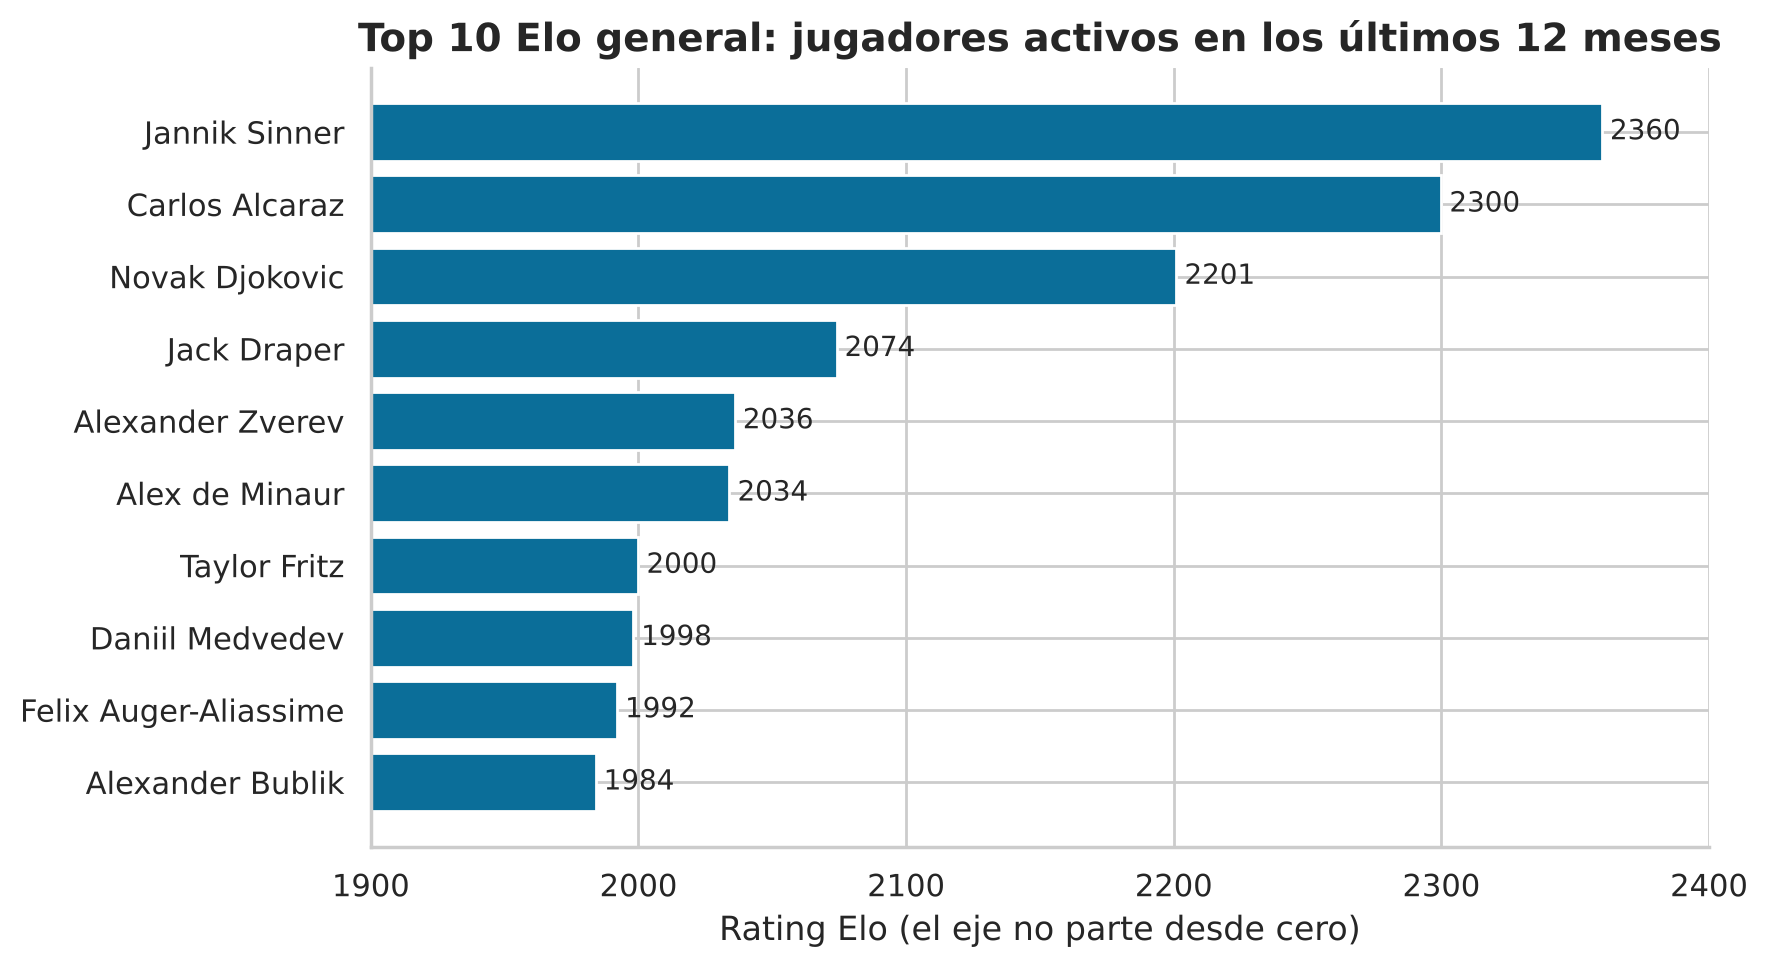 Top 10 Elo general: jugadores activos en los últimos 12 meses
Jannik Sinner 2360
Carlos Alcaraz 2300
Novak Djokovic 2201
Jack Draper 2074
Alexander Zverev 2036
Alex de Minaur 2034
Taylor Fritz 2000
Daniil Medvedev 1998
Felix Auger-Aliassime 1992
Alexander Bublik 1984
1900 2000 2100 2200 2300 2400
Rating Elo (el eje no parte desde cero)